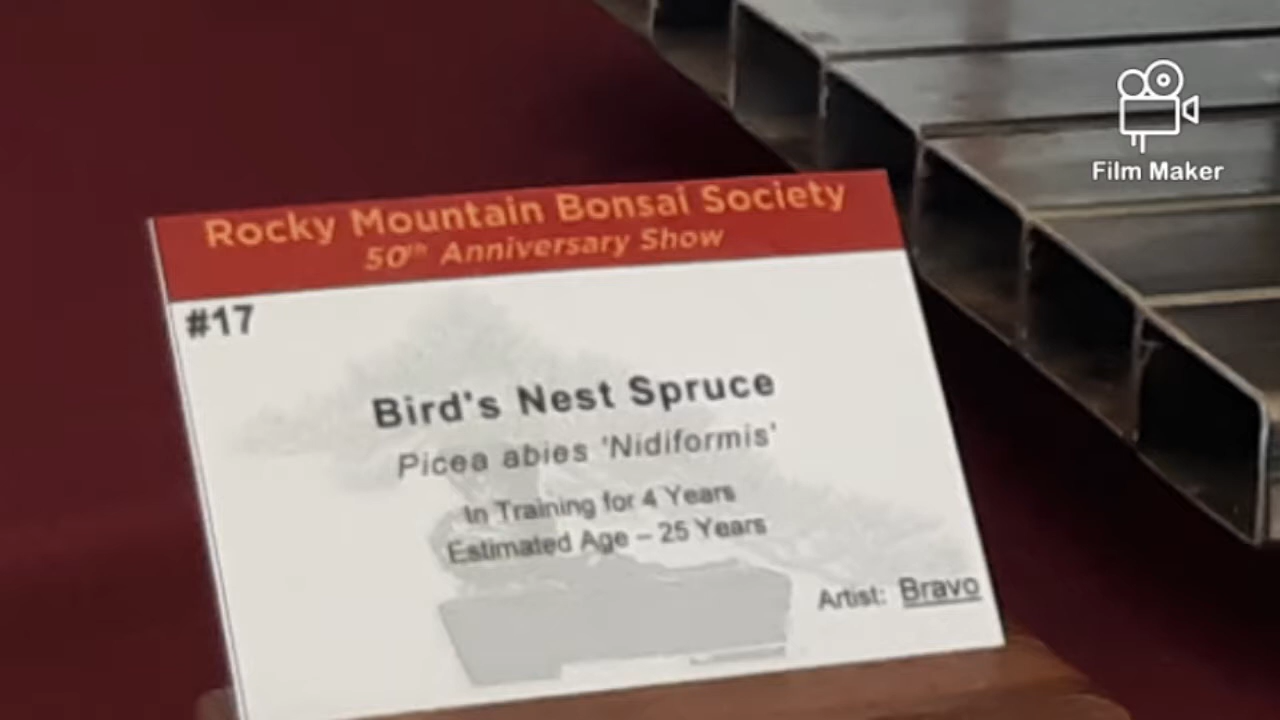 Film Maker
Rocky Mountain Bonsai Society
50th Anniversary Show
#17
Bird's Nest Spruce
Picea abies 'Nidiformis'
In Training for 4 Years
Estimated Age – 25 Years
Artist: Bravo